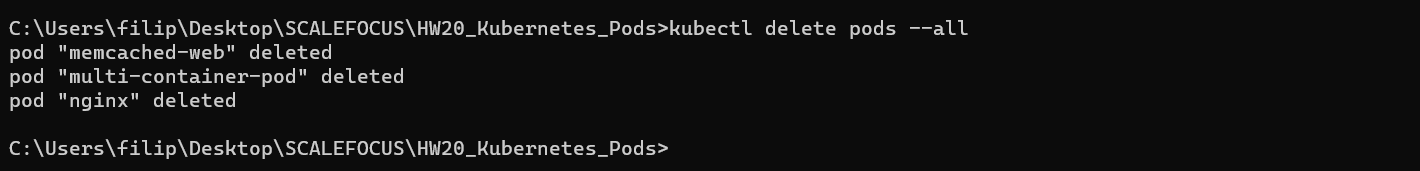 C:\Users\filip\Desktop\SCALEFOCUS\HW20_Kubernetes_Pods>kubectl delete pods --all
pod "memcached-web" deleted
pod "multi-container-pod" deleted
pod "nginx" deleted
C:\Users\filip\Desktop\SCALEFOCUS\HW20_Kubernetes_Pods>